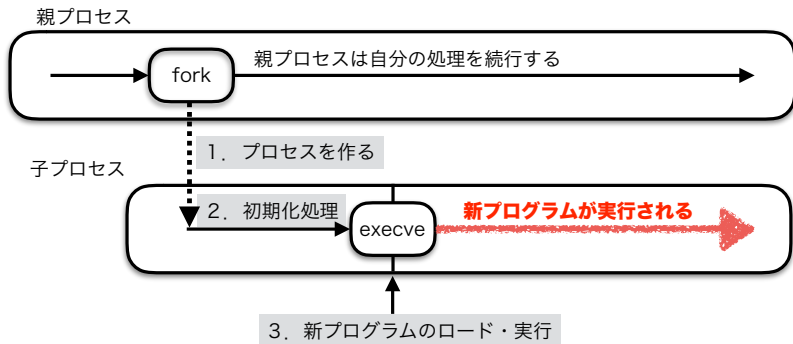 親プロセス
fork
親プロセスは自分の処理を続行する
1．プロセスを作る
子プロセス
2．初期化処理
execve
新プログラムが実行される
3．新プログラムのロード・実行